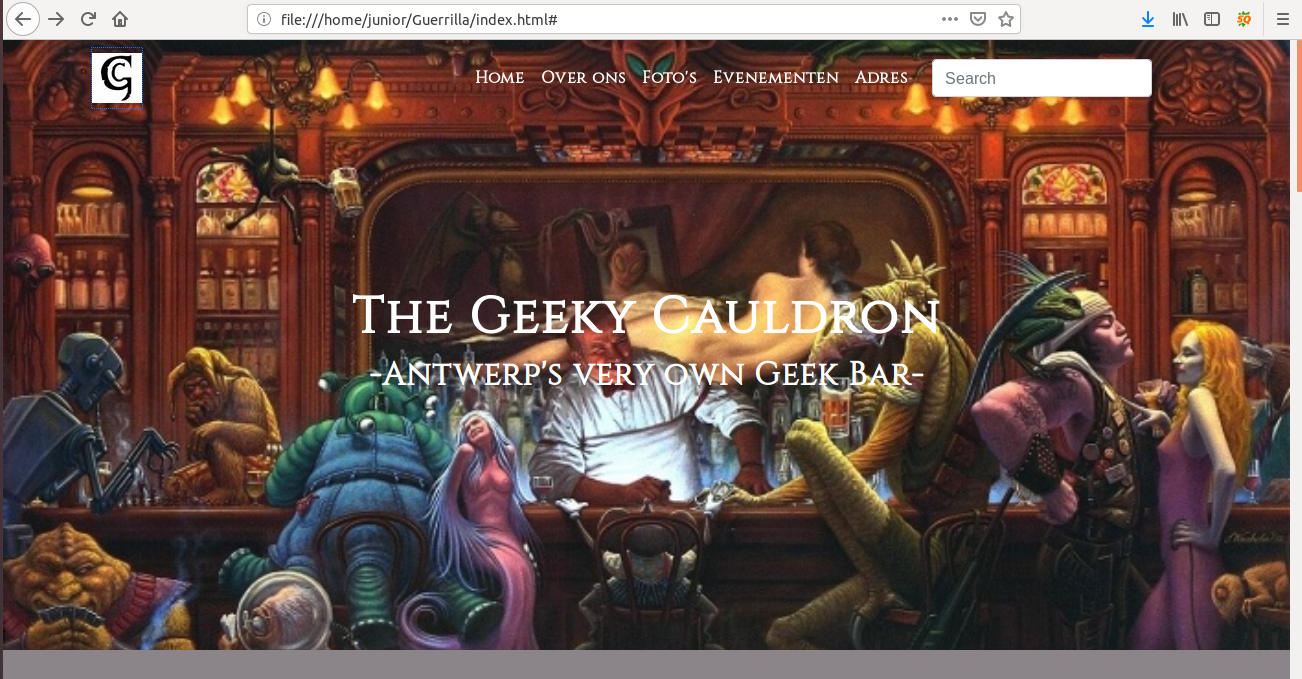 file:///home/junior/Guerrilla/index.html#
SQ
GC
Home Over ons Foto's Evenementen Adres Search
The Geeky Cauldron
-Antwerp's very own Geek Bar-